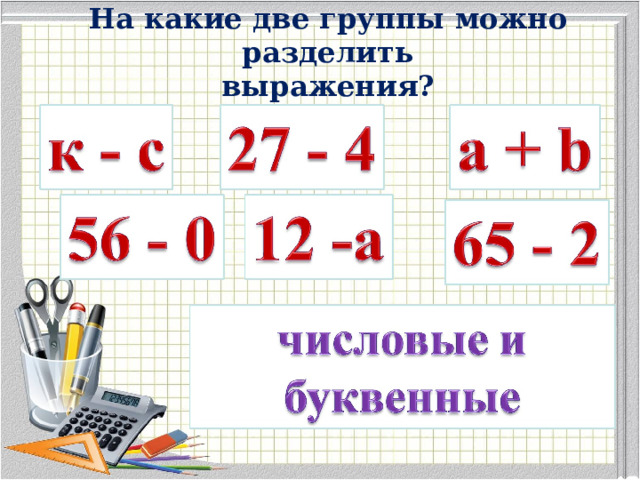 На какие две группы можно
разделить
выражения?
к - с
27 - 4
a + b
56 - 0
12 -а
65 - 2
числовые и
буквенные